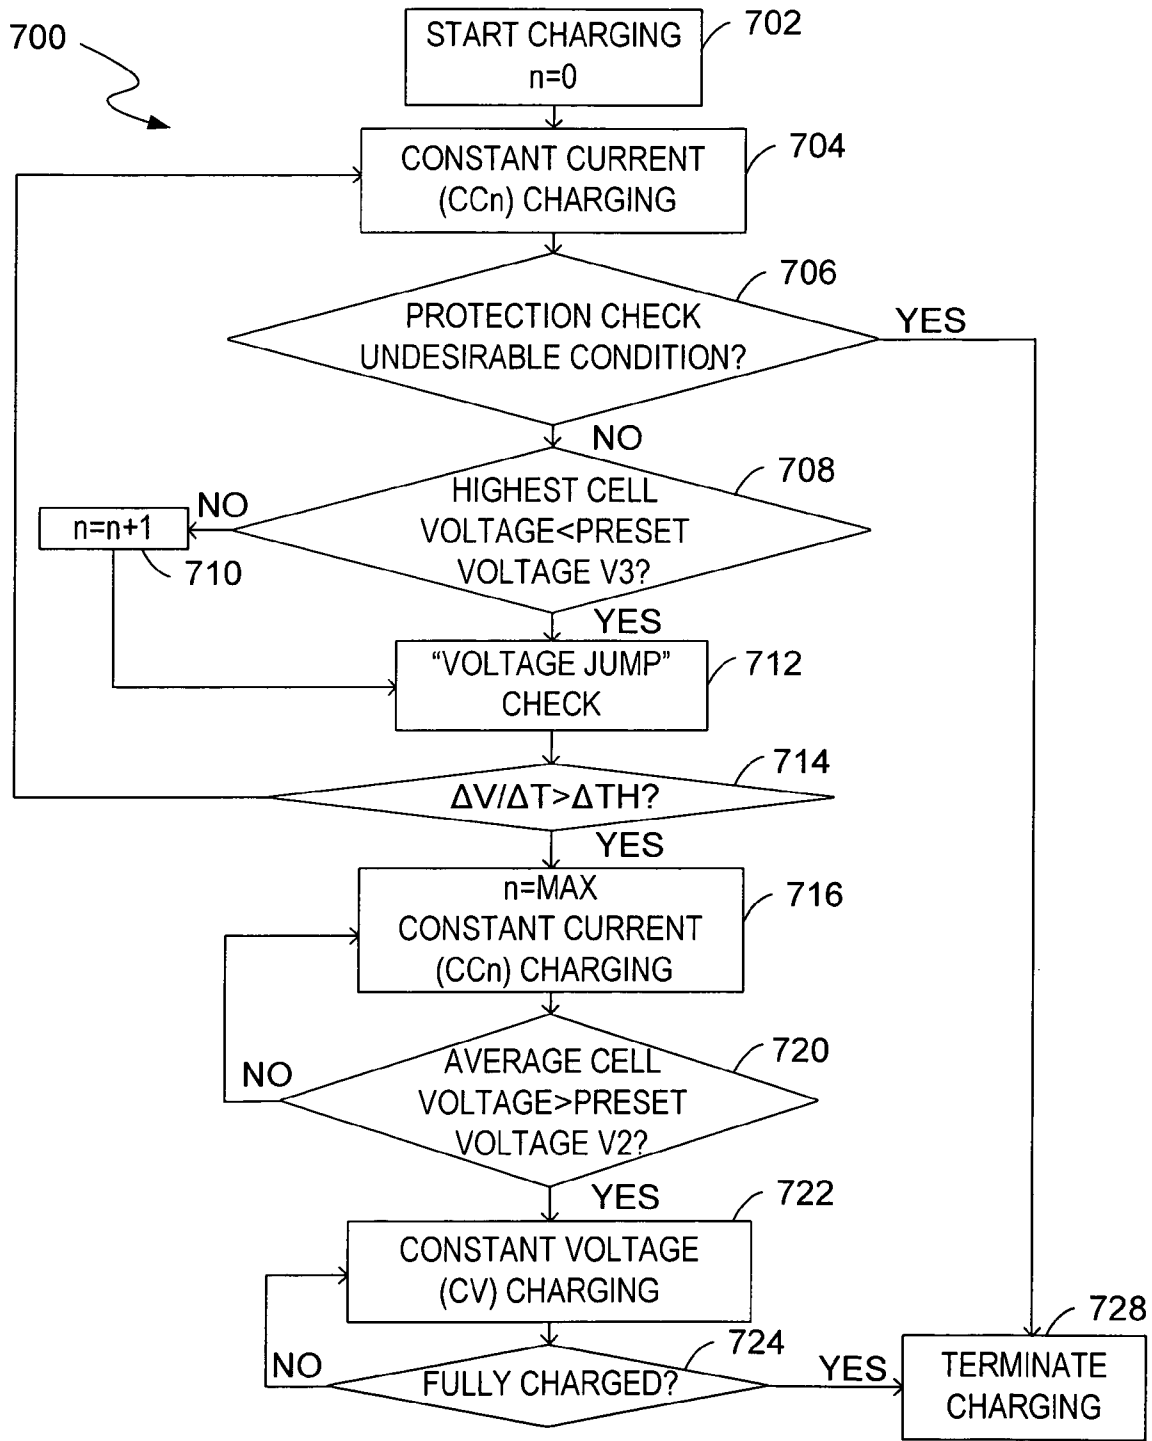 700
START CHARGING
n=0
702
CONSTANT CURRENT
(CCn) CHARGING
704
PROTECTION CHECK
UNDESIRABLE CONDITION?
706
YES
NO
HIGHEST CELL
VOLTAGE<PRESET
VOLTAGE V3?
708
NO
n=n+1
710
YES
“VOLTAGE JUMP”
CHECK
712
ΔV/ΔT>ΔTH?
714
YES
n=MAX
CONSTANT CURRENT
(CCn) CHARGING
716
AVERAGE CELL
VOLTAGE>PRESET
VOLTAGE V2?
720
NO
YES
CONSTANT VOLTAGE
(CV) CHARGING
722
FULLY CHARGED?
724
NO
YES
TERMINATE
CHARGING
728